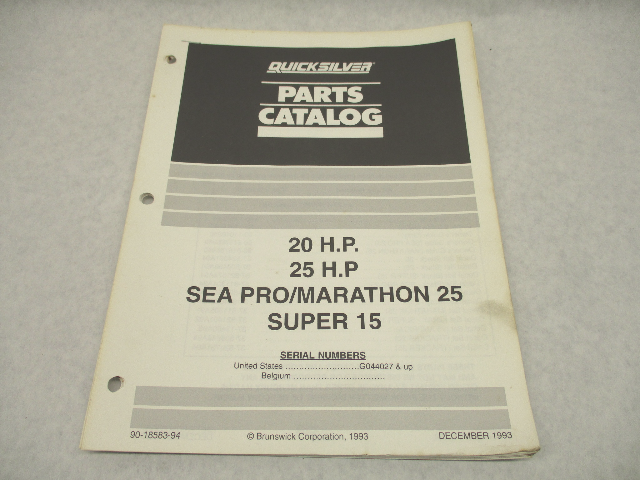 QUICKSILVER
PARTS
CATALOG
20 H.P.
25 H.P
SEA PRO/MARATHON 25
SUPER 15
SERIAL NUMBERS
United States ...........................G044027 & up
Belgium ..................................
90-18583-94 © Brunswick Corporation, 1993 DECEMBER 1993